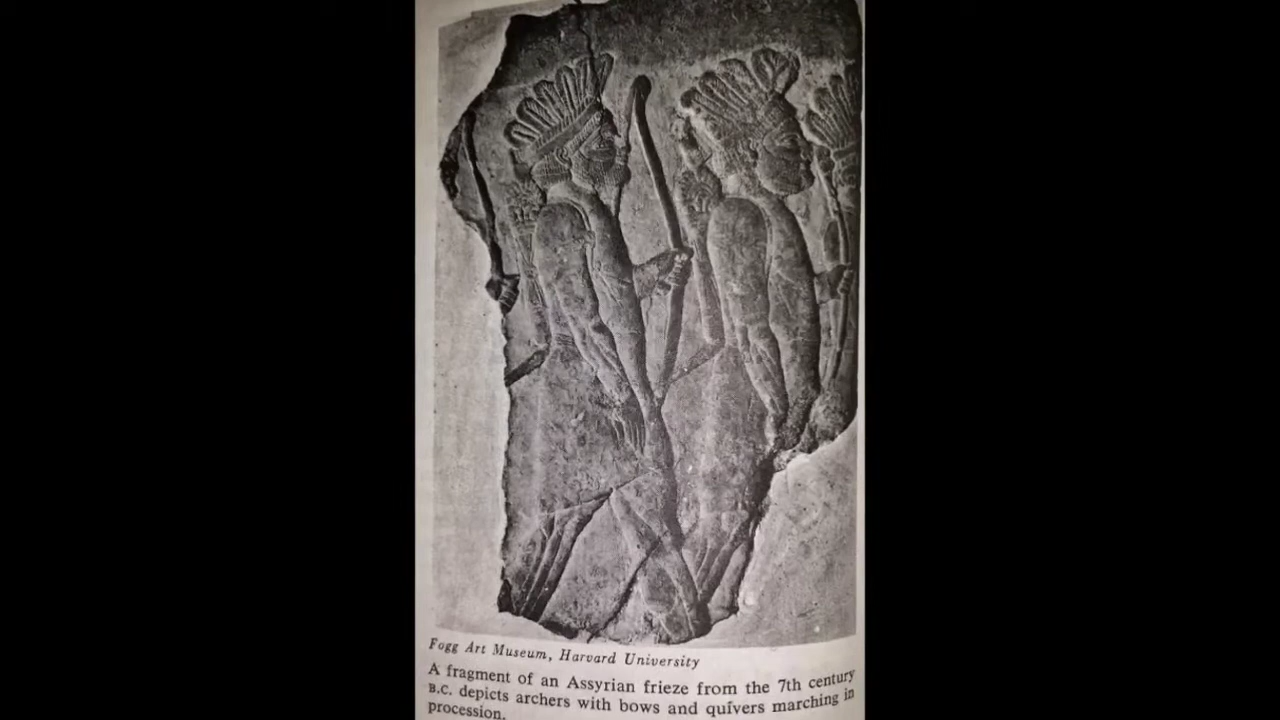 Fogg Art Museum, Harvard University
A fragment of an Assyrian frieze from the 7th century
B.C. depicts archers with bows and quivers marching in
procession.